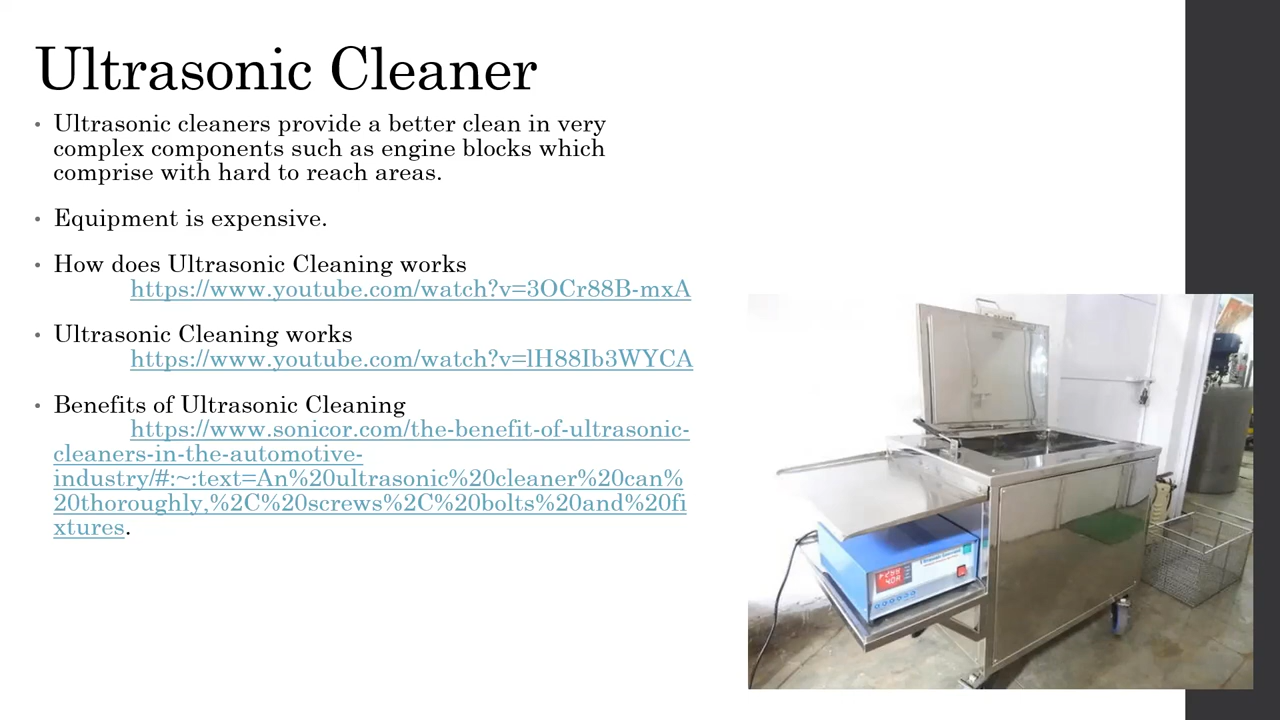 Ultrasonic Cleaner
• Ultrasonic cleaners provide a better clean in very
complex components such as engine blocks which
comprise with hard to reach areas.
• Equipment is expensive.
• How does Ultrasonic Cleaning works
https://www.youtube.com/watch?v=3OCr88B-mxA
• Ultrasonic Cleaning works
https://www.youtube.com/watch?v=lH88Ib3WYCA
• Benefits of Ultrasonic Cleaning
https://www.sonicor.com/the-benefit-of-ultrasonic-
cleaners-in-the-automotive-
industry/#:~:text=An%20ultrasonic%20cleaner%20can%
20thoroughly,%2C%20screws%2C%20bolts%20and%20fi
xtures.